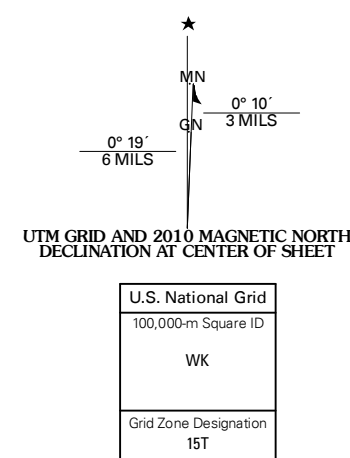 MN
0° 10´
3 MILS
GN
0° 19´
6 MILS
UTM GRID AND 2010 MAGNETIC NORTH
DECLINATION AT CENTER OF SHEET
U.S. National Grid
100,000-m Square ID
WK
Grid Zone Designation
15T